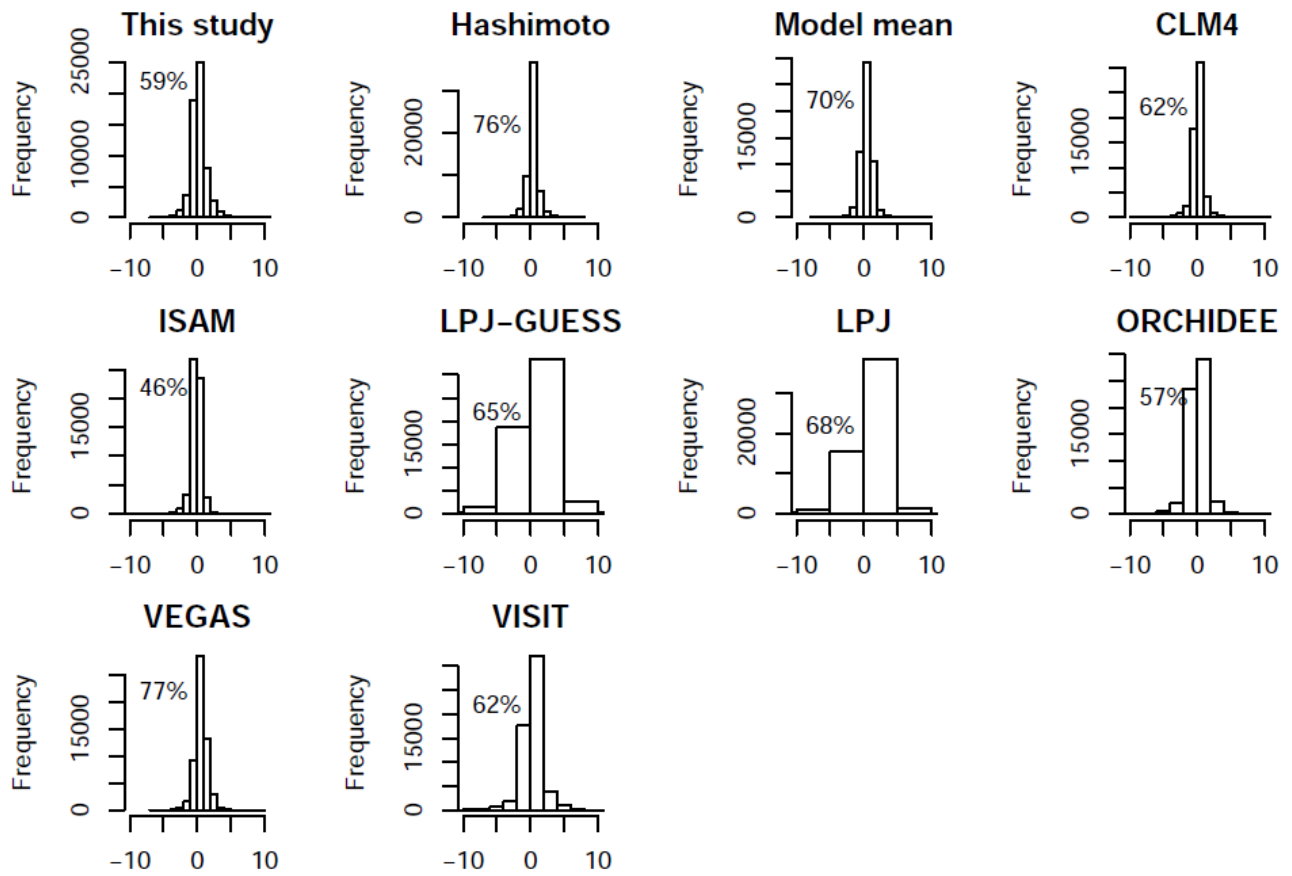 This study
Frequency
0 10000 25000
59%
−10 0 10
Hashimoto
Frequency
0 20000
76%
−10 0 10
Model mean
Frequency
0 15000
70%
−10 0 10
CLM4
Frequency
0 15000
62%
−10 0 10
ISAM
Frequency
0 15000
46%
−10 0 10
LPJ−GUESS
Frequency
0 15000
65%
−10 0 10
LPJ
Frequency
0 20000
68%
−10 0 10
ORCHIDEE
Frequency
0 15000
57%
−10 0 10
VEGAS
Frequency
0 15000
77%
−10 0 10
VISIT
Frequency
0 15000
62%
−10 0 10